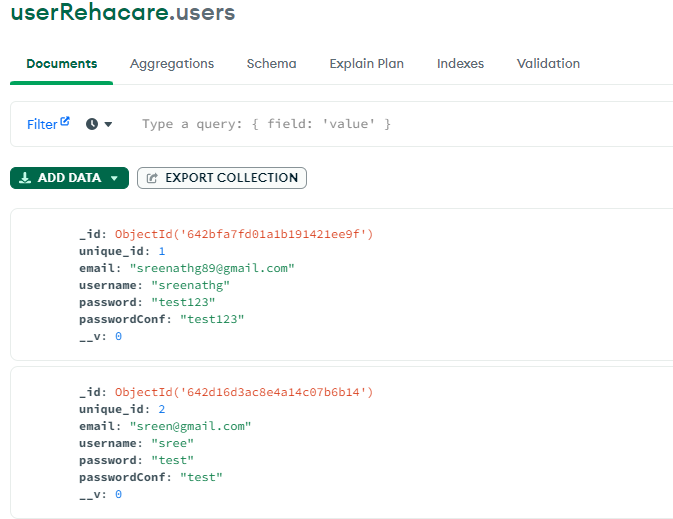 userRehacare.users
Documents Aggregations Schema Explain Plan Indexes Validation
Filter Type a query: { field: 'value' }
ADD DATA EXPORT COLLECTION
_id: ObjectId('642bfa7fd01a1b191421ee9f')
unique_id: 1
email: "sreenathg89@gmail.com"
username: "sreenathg"
password: "test123"
passwordConf: "test123"
__v: 0
_id: ObjectId('642d16d3ac8e4a14c07b6b14')
unique_id: 2
email: "sreen@gmail.com"
username: "sree"
password: "test"
passwordConf: "test"
__v: 0